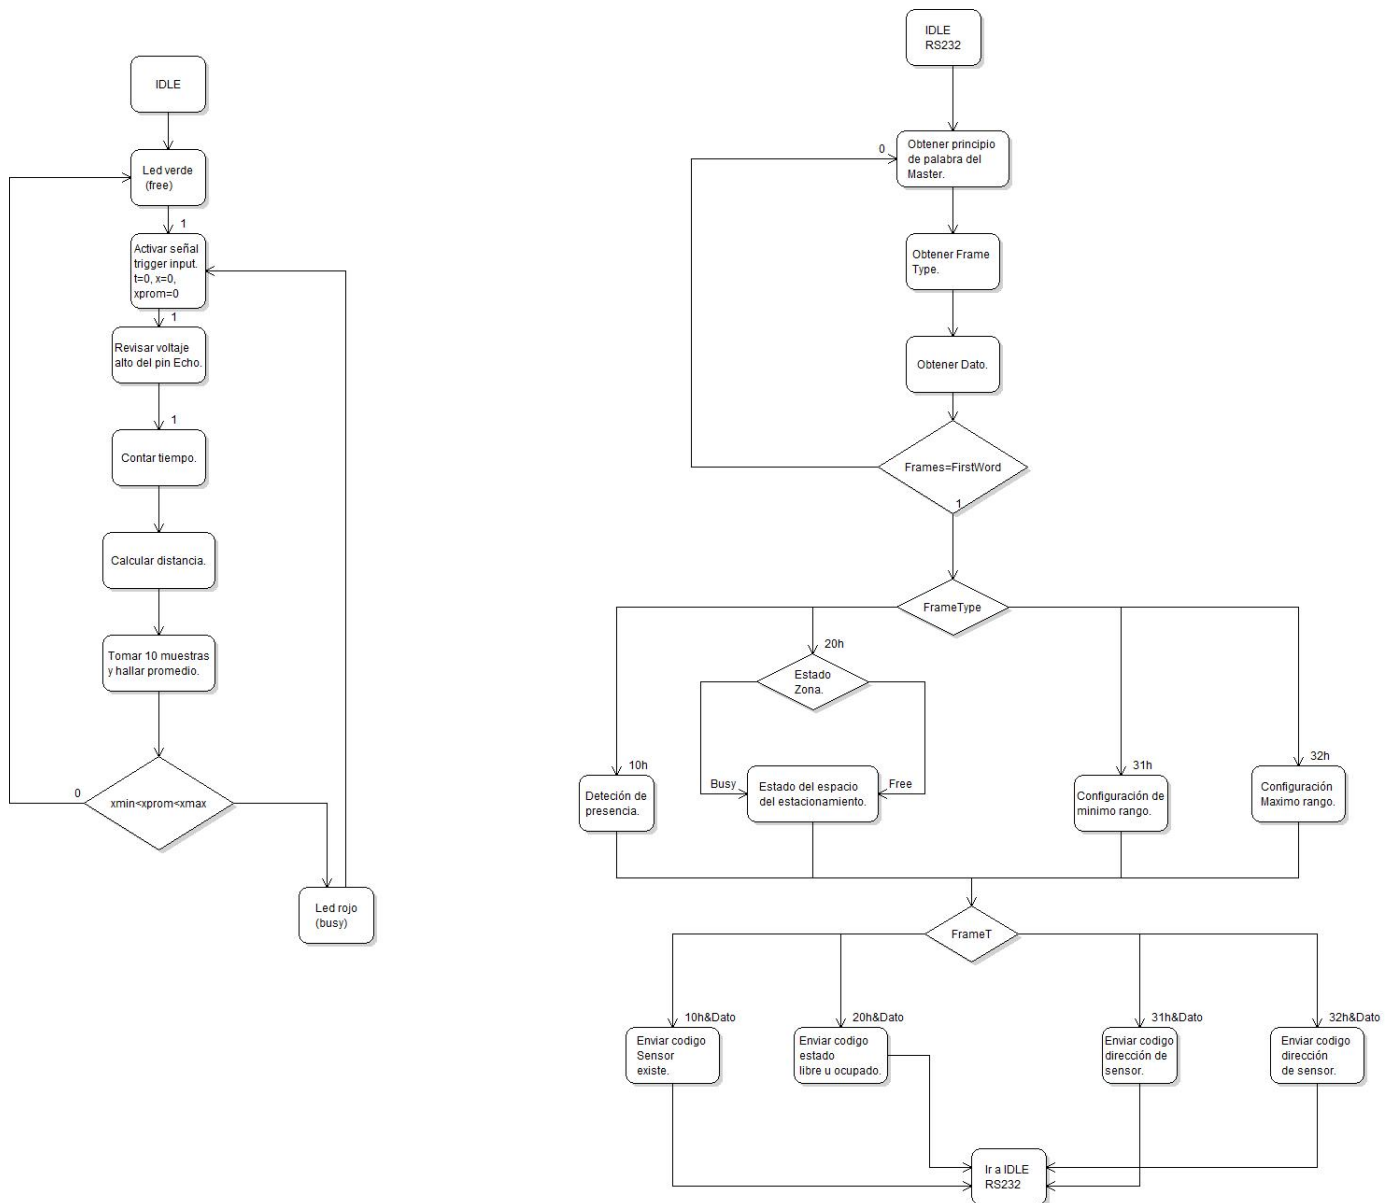 IDLE
Led verde
(free)
1
Activar señal
trigger input.
t=0, x=0,
xprom=0
1
Revisar voltaje
alto del pin Echo.
1
Contar tiempo.
Calcular distancia.
Tomar 10 muestras
y hallar promedio.
0
xmin<xprom<xmax
Led rojo
(busy)
IDLE
RS232
0
Obtener principio
de palabra del
Master.
Obtener Frame
Type.
Obtener Dato.
Frames=FirstWord
1
FrameType
20h
Estado
Zona.
10h
Deteción de
presencia.
Busy
Estado del espacio
del estacionamiento.
Free
31h
Configuración de
minimo rango.
32h
Configuración
Maximo rango.
FrameT
10h&Dato
Enviar codigo
Sensor
existe.
20h&Dato
Enviar codigo
estado
libre u ocupado.
31h&Dato
Enviar codigo
dirección de
sensor.
32h&Dato
Enviar codigo
dirección
de sensor.
Ir a IDLE
RS232